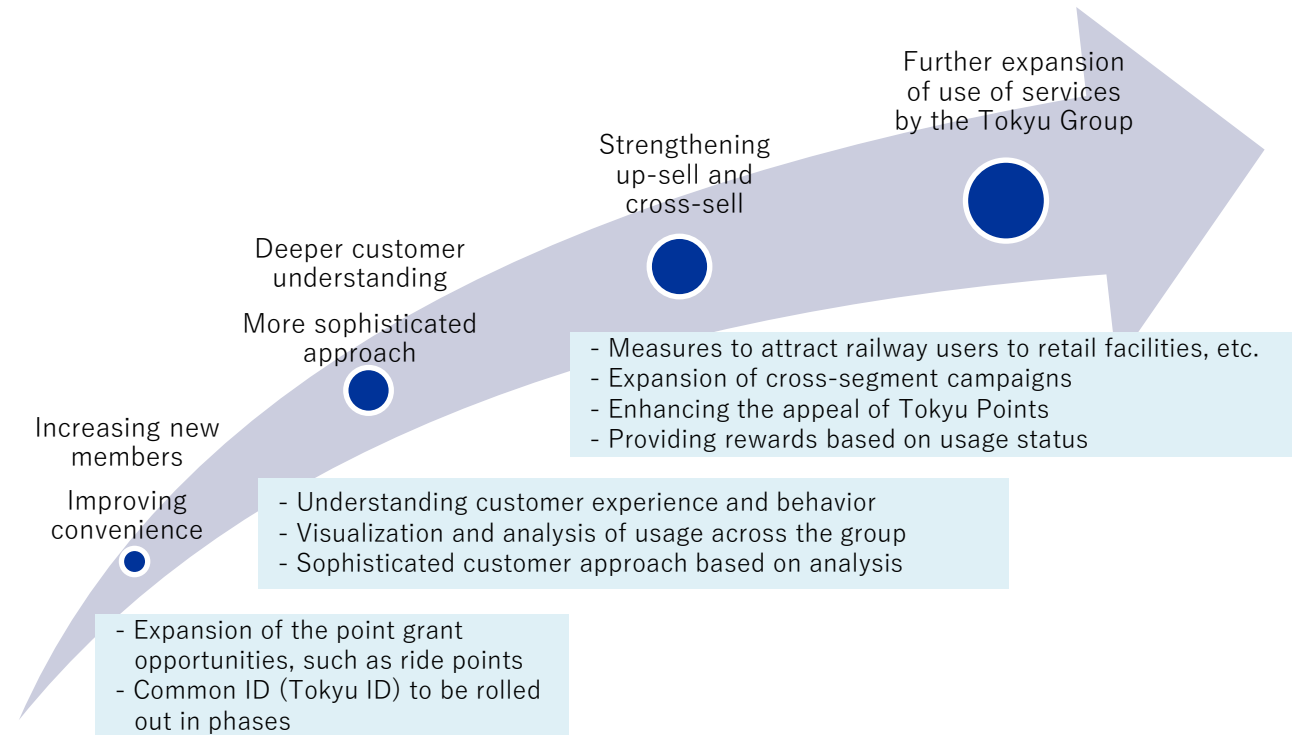 Further expansion
of use of services
by the Tokyu Group
Strengthening
up-sell and
cross-sell
Deeper customer
understanding
More sophisticated
approach
- Measures to attract railway users to retail facilities, etc.
- Expansion of cross-segment campaigns
- Enhancing the appeal of Tokyu Points
- Providing rewards based on usage status
Increasing new
members
Improving
convenience
- Understanding customer experience and behavior
- Visualization and analysis of usage across the group
- Sophisticated customer approach based on analysis
- Expansion of the point grant
opportunities, such as ride points
- Common ID (Tokyu ID) to be rolled
out in phases